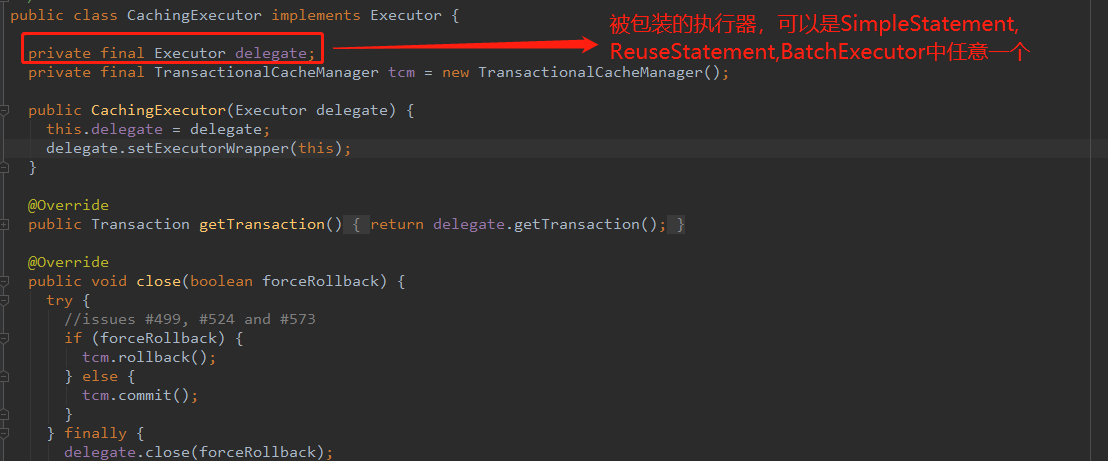 public class CachingExecutor implements Executor {
被包装的执行器，可以是SimpleStatement,
ReuseStatement,BatchExecutor中任意一个
private final Executor delegate;
private final TransactionalCacheManager tcm = new TransactionalCacheManager();
public CachingExecutor(Executor delegate) {
this.delegate = delegate;
delegate.setExecutorWrapper(this);
}
@Override
public Transaction getTransaction() { return delegate.getTransaction(); }
@Override
public void close(boolean forceRollback) {
try {
//issues #499, #524 and #573
if (forceRollback) {
tcm.rollback();
} else {
tcm.commit();
}
} finally {
delegate.close(forceRollback);